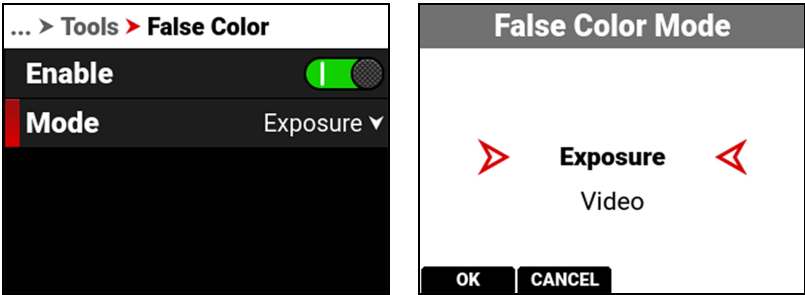 ... > Tools > False Color
Enable
Mode Exposure
False Color Mode
Exposure
Video
OK CANCEL